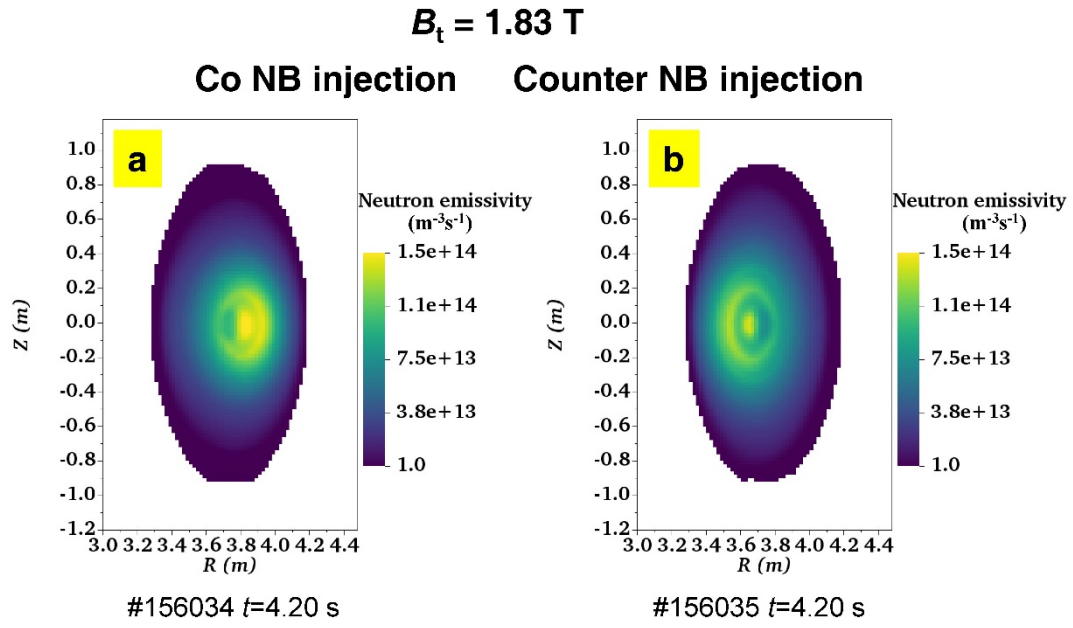 Bt = 1.83 T
Co NB injection
Counter NB injection
a
1.0
0.8
0.6
0.4
0.2
0.0
-0.2
-0.4
-0.6
-0.8
-1.0
-1.2
Z (m)
3.0 3.2 3.4 3.6 3.8 4.0 4.2 4.4
R (m)
Neutron emissivity
(m-3s-1)
1.5e+14
1.1e+14
7.5e+13
3.8e+13
1.0
#156034 t=4.20 s
b
1.0
0.8
0.6
0.4
0.2
0.0
-0.2
-0.4
-0.6
-0.8
-1.0
-1.2
Z (m)
3.0 3.2 3.4 3.6 3.8 4.0 4.2 4.4
R (m)
Neutron emissivity
(m-3s-1)
1.5e+14
1.1e+14
7.5e+13
3.8e+13
1.0
#156035 t=4.20 s